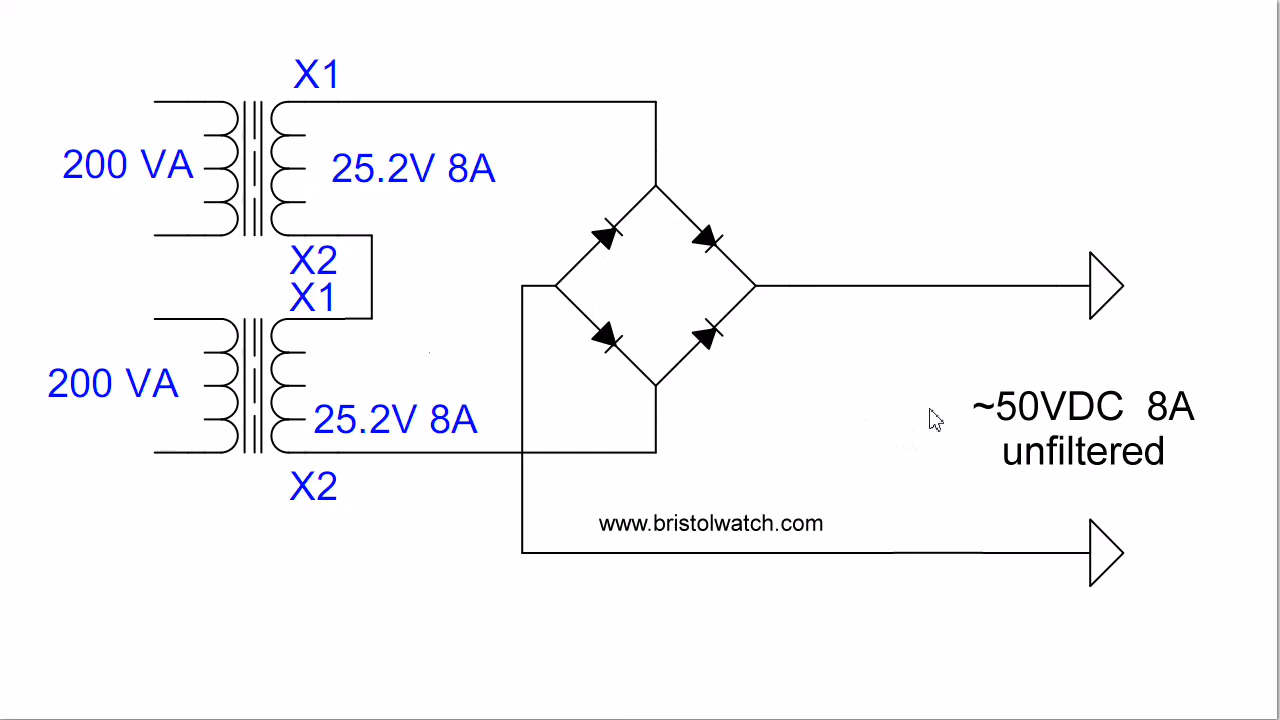 X1
200 VA
25.2V 8A
X2
X1
200 VA
25.2V 8A
X2
~50VDC 8A
unfiltered
www.bristolwatch.com